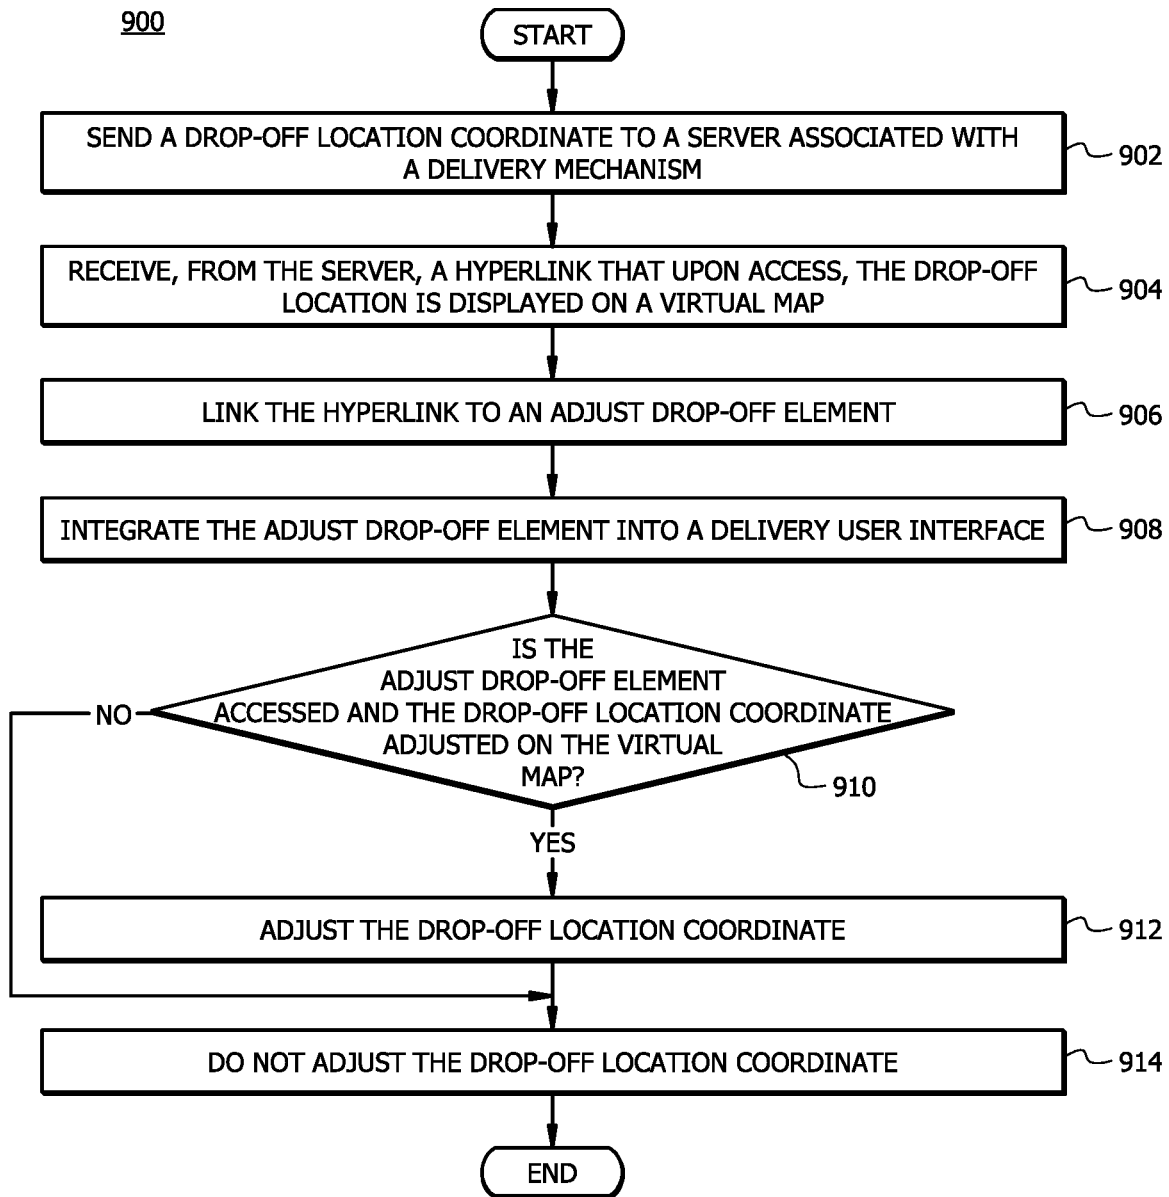 900
START
SEND A DROP-OFF LOCATION COORDINATE TO A SERVER ASSOCIATED WITH
A DELIVERY MECHANISM
902
RECEIVE, FROM THE SERVER, A HYPERLINK THAT UPON ACCESS, THE DROP-OFF
LOCATION IS DISPLAYED ON A VIRTUAL MAP
904
LINK THE HYPERLINK TO AN ADJUST DROP-OFF ELEMENT
906
INTEGRATE THE ADJUST DROP-OFF ELEMENT INTO A DELIVERY USER INTERFACE
908
IS THE
ADJUST DROP-OFF ELEMENT
ACCESSED AND THE DROP-OFF LOCATION COORDINATE
ADJUSTED ON THE VIRTUAL
MAP?
NO
910
YES
ADJUST THE DROP-OFF LOCATION COORDINATE
912
DO NOT ADJUST THE DROP-OFF LOCATION COORDINATE
914
END